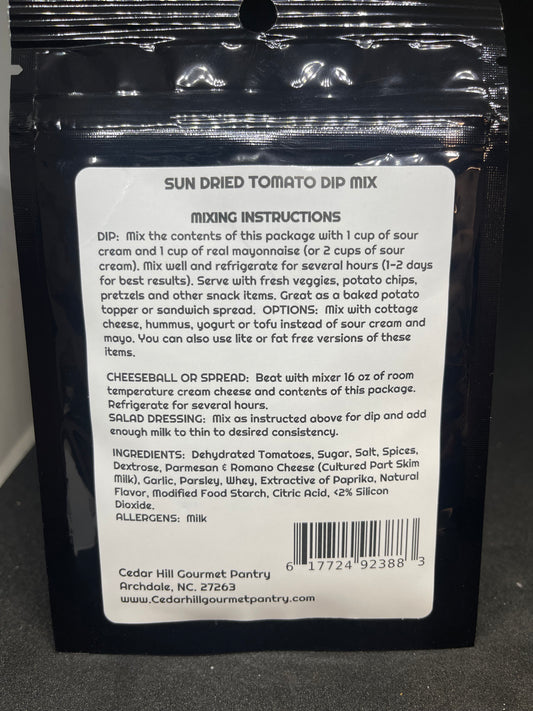 SUN DRIED TOMATO DIP MIX
MIXING INSTRUCTIONS
DIP: Mix the contents of this package with 1 cup of sour
cream and 1 cup of real mayonnaise (or 2 cups of sour
cream). Mix well and refrigerate for several hours (1-2 days
for best results). Serve with fresh veggies, potato chips,
pretzels and other snack items. Great as a baked potato
topper or sandwich spread. OPTIONS: Mix with cottage
cheese, hummus, yogurt or tofu instead of sour cream and
mayo. You can also use lite or fat free versions of these
items.
CHEESEBALL OR SPREAD: Beat with mixer 16 oz of room
temperature cream cheese and contents of this package.
Refrigerate for several hours.
SALAD DRESSING: Mix as instructed above for dip and add
enough milk to thin to desired consistency.
INGREDIENTS: Dehydrated Tomatoes, Sugar, Salt, Spices,
Dextrose, Parmesan & Romano Cheese (Cultured Part Skim
Milk), Garlic, Parsley, Whey, Extractive of Paprika, Natural
Flavor, Modified Food Starch, Citric Acid, <2% Silicon
Dioxide.
ALLERGENS: Milk
6 17724 92388 3
Cedar Hill Gourmet Pantry
Archdale, NC. 27263
www.Cedarhillgourmetpantry.com